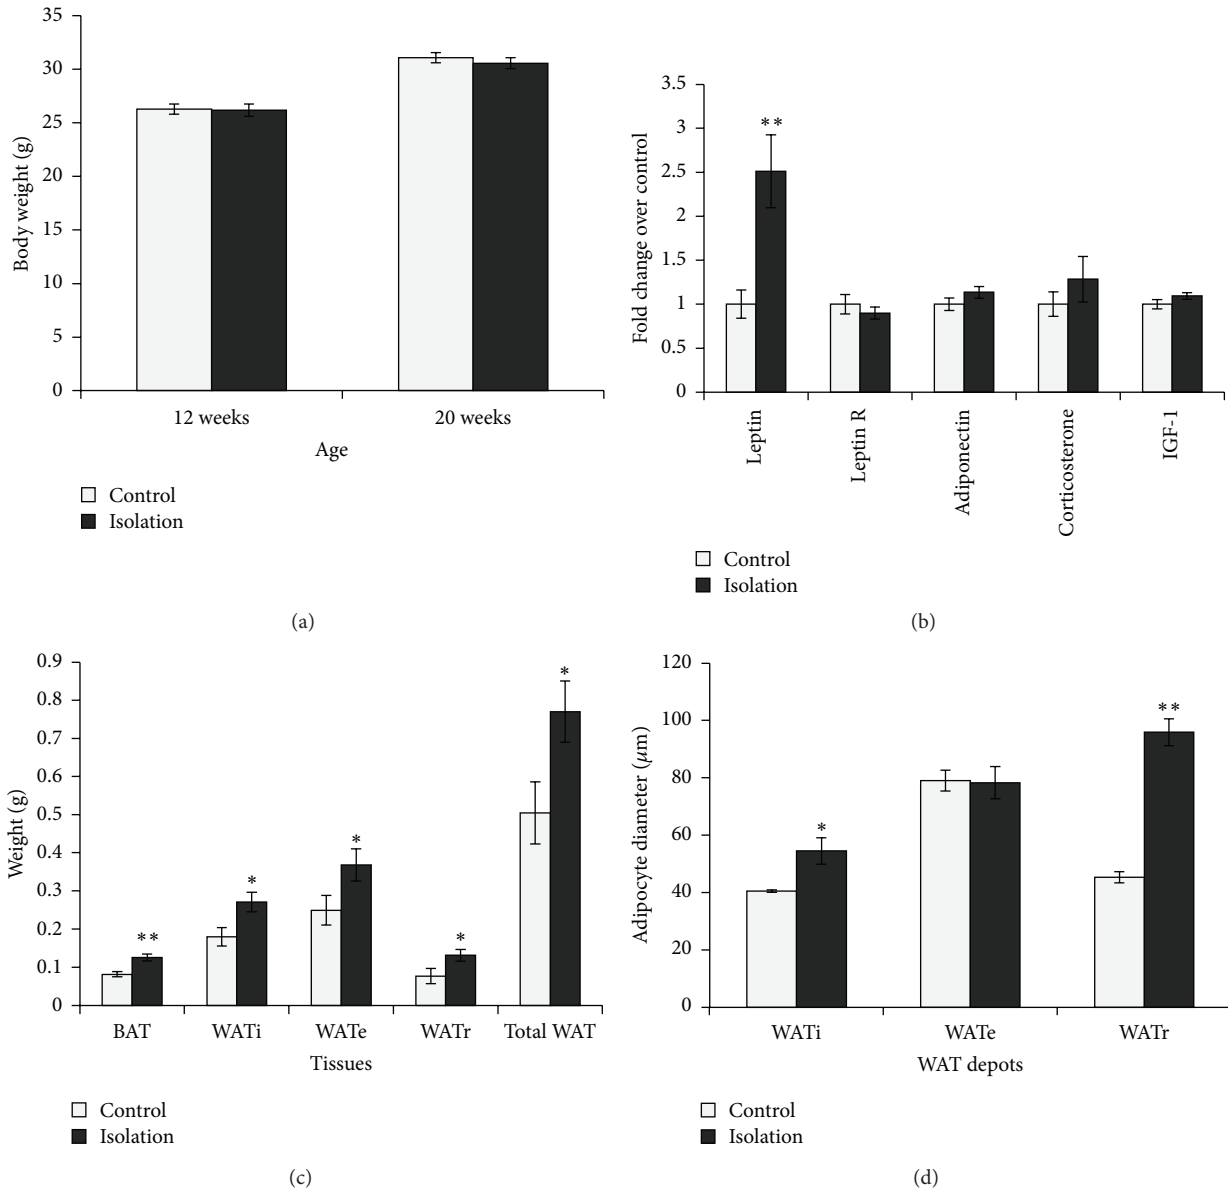 35
30
25
20
15
10
5
0
Body weight (g)
12 weeks
20 weeks
Age
Control
Isolation
(a)
3.5
3
2.5
2
1.5
1
0.5
0
Fold change over control
**
Leptin
Leptin R
Adiponectin
Corticosterone
IGF-1
Control
Isolation
(b)
0.9
0.8
0.7
0.6
0.5
0.4
0.3
0.2
0.1
0
Weight (g)
**
*
*
*
*
BAT
WATi
WATe
WATr
Total WAT
Tissues
Control
Isolation
(c)
120
100
80
60
40
20
0
Adipocyte diameter (μm)
*
**
WATi
WATe
WATr
WAT depots
Control
Isolation
(d)